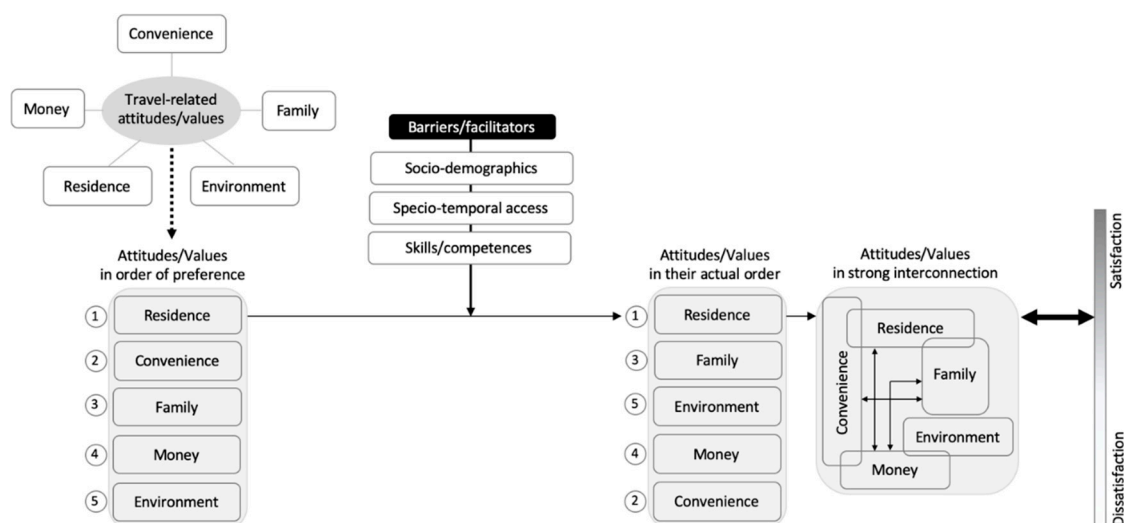 Convenience
Travel-related
attitudes/values
Money
Family
Residence
Environment
Barriers/facilitators
Socio-demographics
Specio-temporal access
Skills/competences
Attitudes/Values
in order of preference
1 Residence
2 Convenience
3 Family
4 Money
5 Environment
Attitudes/Values
in their actual order
1 Residence
3 Family
5 Environment
4 Money
2 Convenience
Attitudes/Values
in strong interconnection
Convenience
Residence
Family
Environment
Money
Satisfaction
Dissatisfaction